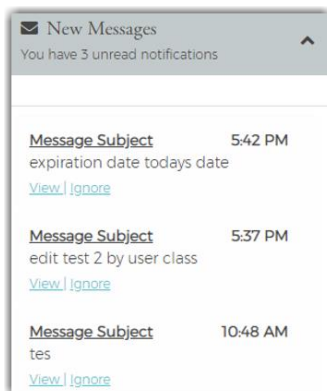 New Messages
You have 3 unread notifications
Message Subject 5:42 PM
expiration date todays date
View | Ignore
Message Subject 5:37 PM
edit test 2 by user class
View | Ignore
Message Subject 10:48 AM
tes
View | Ignore